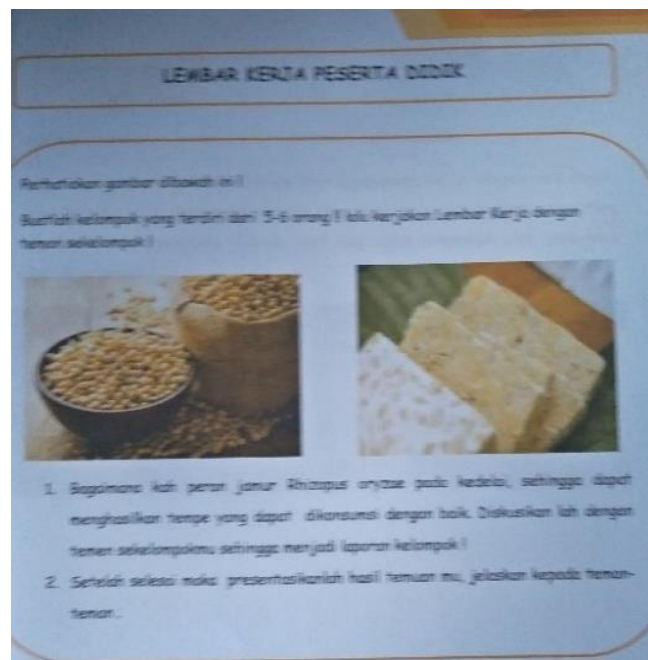 LEMBAR KERJA PESERTA DIDIK
Perhatikan gambar dibawah ini !
Buatlah kelompok yang terdiri dari 5-6 orang !! lalu kerjakan Lembar Kerja dengan
teman sekelompok !
1. Bagaimana kah peran jamur Rhizopus oryzae pada kedelai, sehingga dapat
menghasilkan tempe yang dapat dikonsumsi dengan baik. Diskusikan lah dengan
temen sekelompokmu sehingga menjadi laporan kelompok !
2. Setelah selesai maka presentasikanlah hasil temuan mu, jelaskan kepada teman-
teman..